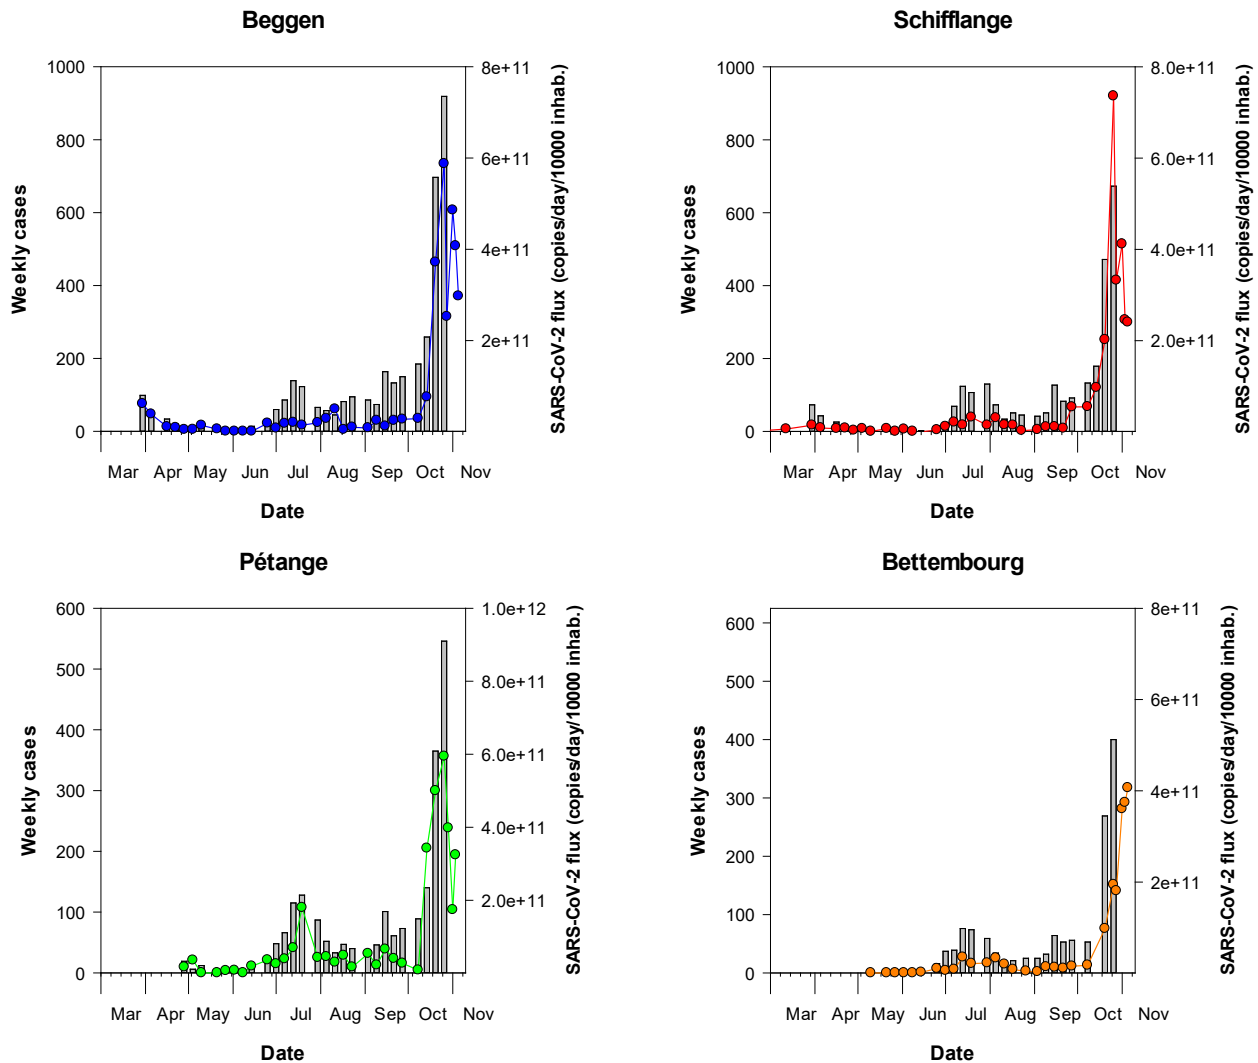 Beggen
1000
800
600
400
200
0
Weekly cases
8e+11
6e+11
4e+11
2e+11
SARS-CoV-2 flux (copies/day/10000 inhab.)
Mar Apr May Jun Jul Aug Sep Oct Nov
Date
Schifflange
1000
800
600
400
200
0
Weekly cases
8.0e+11
6.0e+11
4.0e+11
2.0e+11
SARS-CoV-2 flux (copies/day/10000 inhab.)
Mar Apr May Jun Jul Aug Sep Oct Nov
Date
Pétange
600
500
400
300
200
100
0
Weekly cases
1.0e+12
8.0e+11
6.0e+11
4.0e+11
2.0e+11
SARS-CoV-2 flux (copies/day/10000 inhab.)
Mar Apr May Jun Jul Aug Sep Oct Nov
Date
Bettembourg
600
500
400
300
200
100
0
Weekly cases
8e+11
6e+11
4e+11
2e+11
SARS-CoV-2 flux (copies/day/10000 inhab.)
Mar Apr May Jun Jul Aug Sep Oct Nov
Date